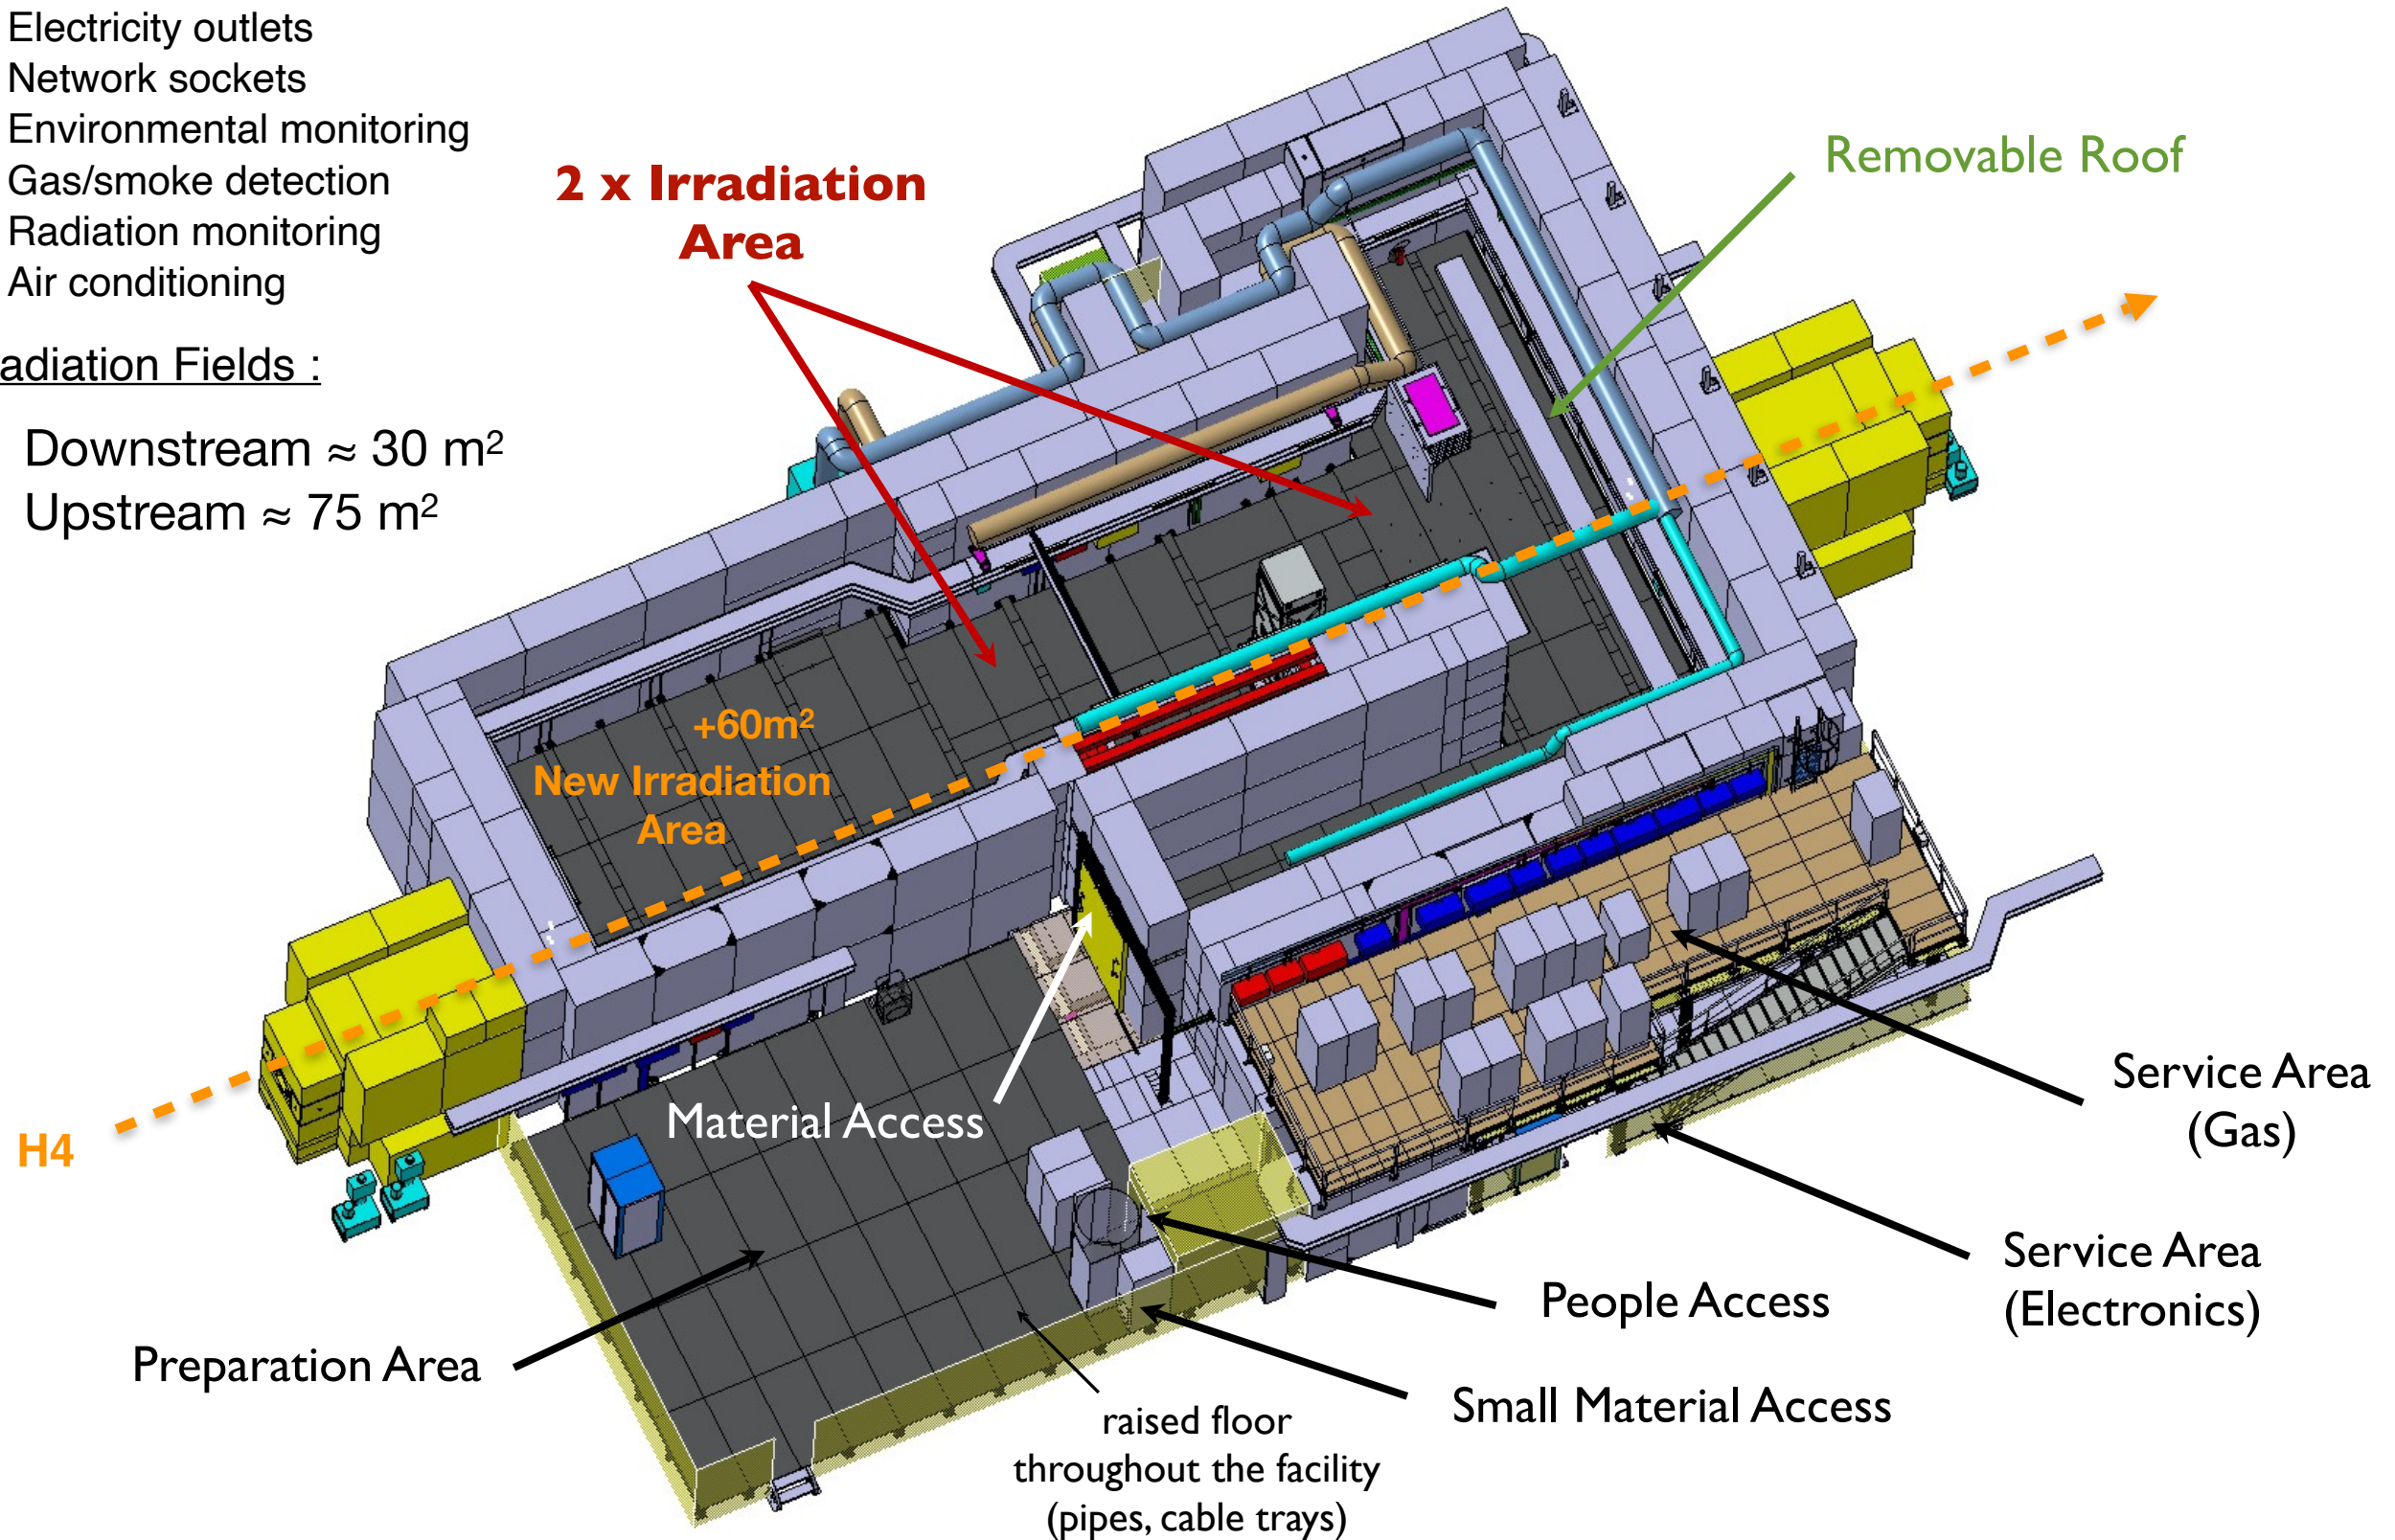 Electricity outlets
Network sockets
Environmental monitoring
Gas/smoke detection
Radiation monitoring
Air conditioning
adiation Fields :
Downstream ≈ 30 m²
Upstream ≈ 75 m²
2 x Irradiation
Area
Removable Roof
+60m²
New Irradiation
Area
H4
Material Access
Service Area
(Gas)
Service Area
(Electronics)
People Access
Preparation Area
Small Material Access
raised floor
throughout the facility
(pipes, cable trays)